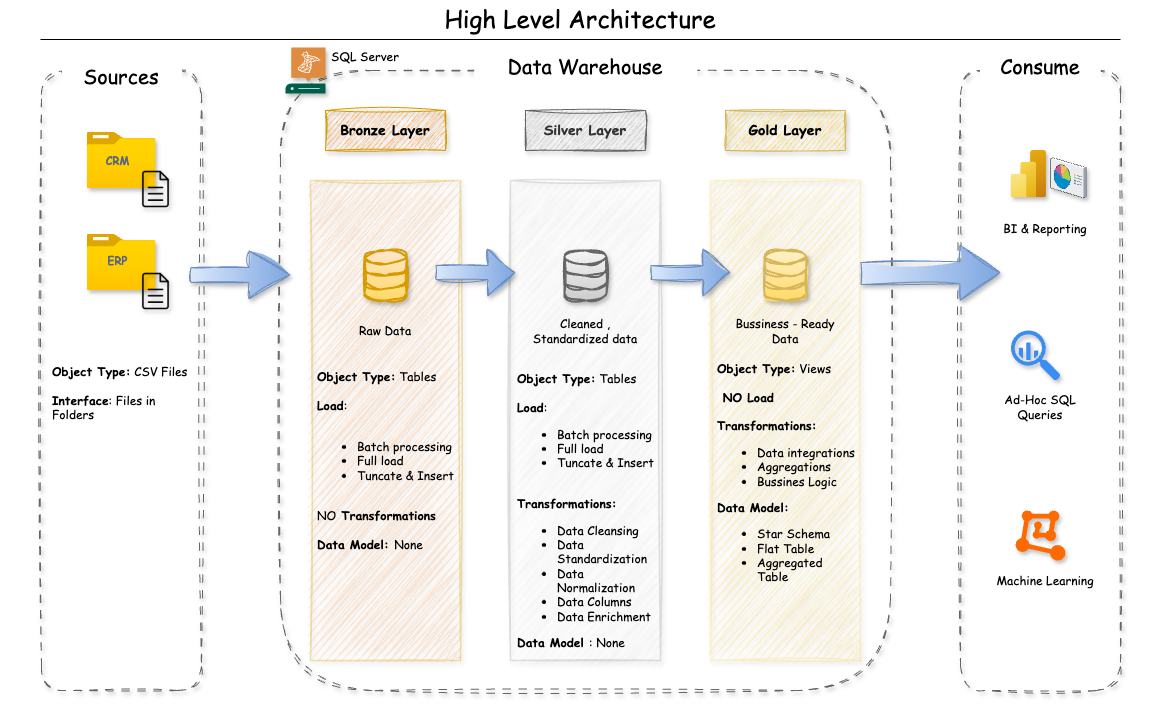 High Level Architecture
Sources
CRM
ERP
Object Type: CSV Files
Interface: Files in
Folders
SQL Server
Data Warehouse
Bronze Layer
Raw Data
Object Type: Tables
Load:
• Batch processing
• Full load
• Tuncate & Insert
NO Transformations
Data Model: None
Silver Layer
Cleaned ,
Standardized data
Object Type: Tables
Load:
• Batch processing
• Full load
• Tuncate & Insert
Transformations:
• Data Cleansing
• Data
Standardization
• Data
Normalization
• Data Columns
• Data Enrichment
Data Model : None
Gold Layer
Bussiness - Ready
Data
Object Type: Views
NO Load
Transformations:
• Data integrations
• Aggregations
• Bussines Logic
Data Model:
• Star Schema
• Flat Table
• Aggregated
Table
Consume
BI & Reporting
Ad-Hoc SQL
Queries
Machine Learning